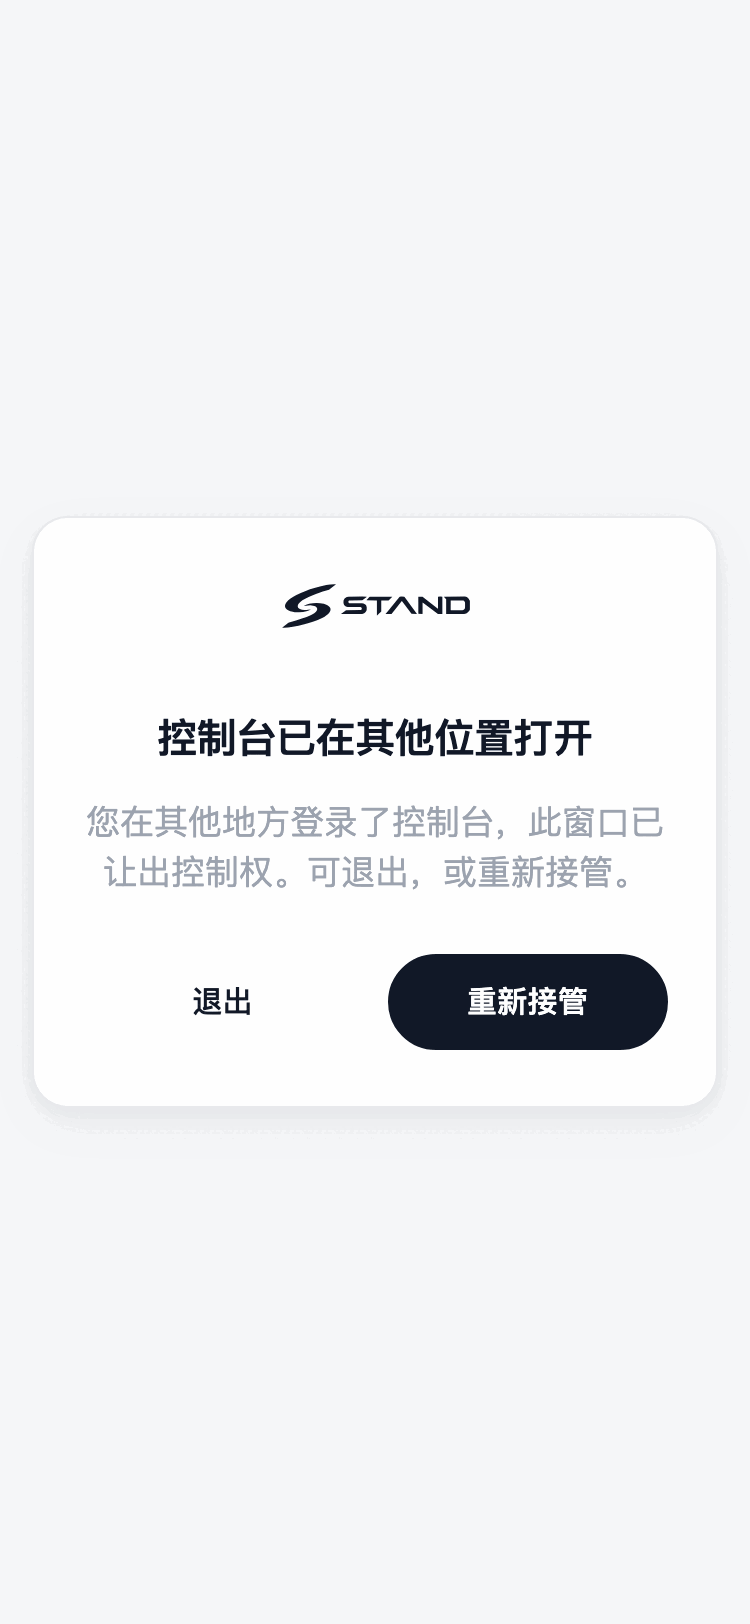 STAND
控制台已在其他位置打开
您在其他地方登录了控制台，此窗口已
让出控制权。可退出，或重新接管。
退出
重新接管